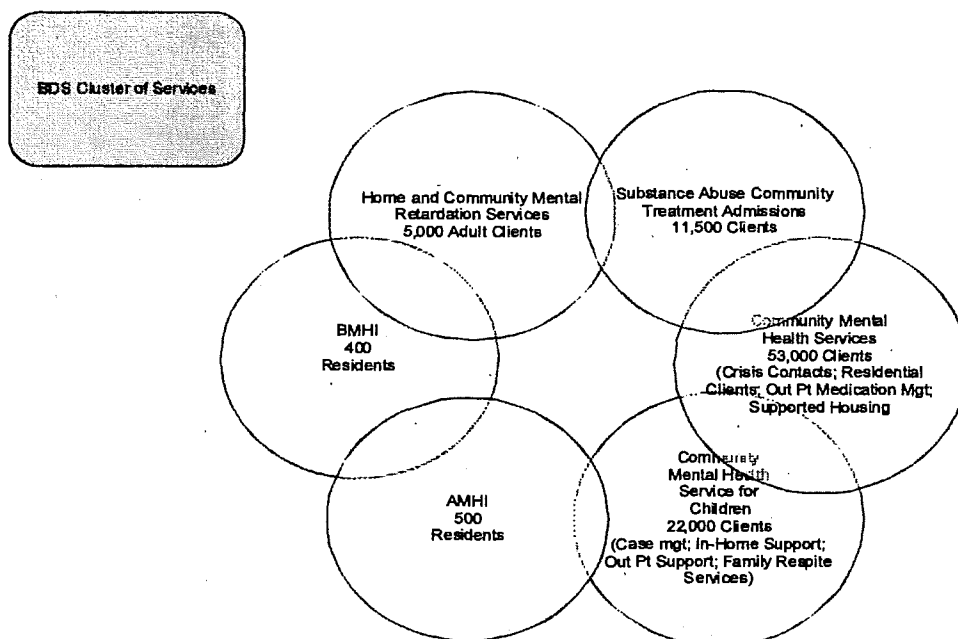 BDS Cluster of Services
Home and Community Mental
Retardation Services
5,000 Adult Clients
Substance Abuse Community
Treatment Admissions
11,500 Clients
BMHI
400
Residents
Community Mental
Health Services
53,000 Clients
(Crisis Contacts; Residential
Clients; Out Pt Medication Mgt;
Supported Housing
AMHI
500
Residents
Community
Mental Health
Service for
Children
22,000 Clients
(Case mgt; In-Home Support;
Out Pt Support; Family Respite
Services)